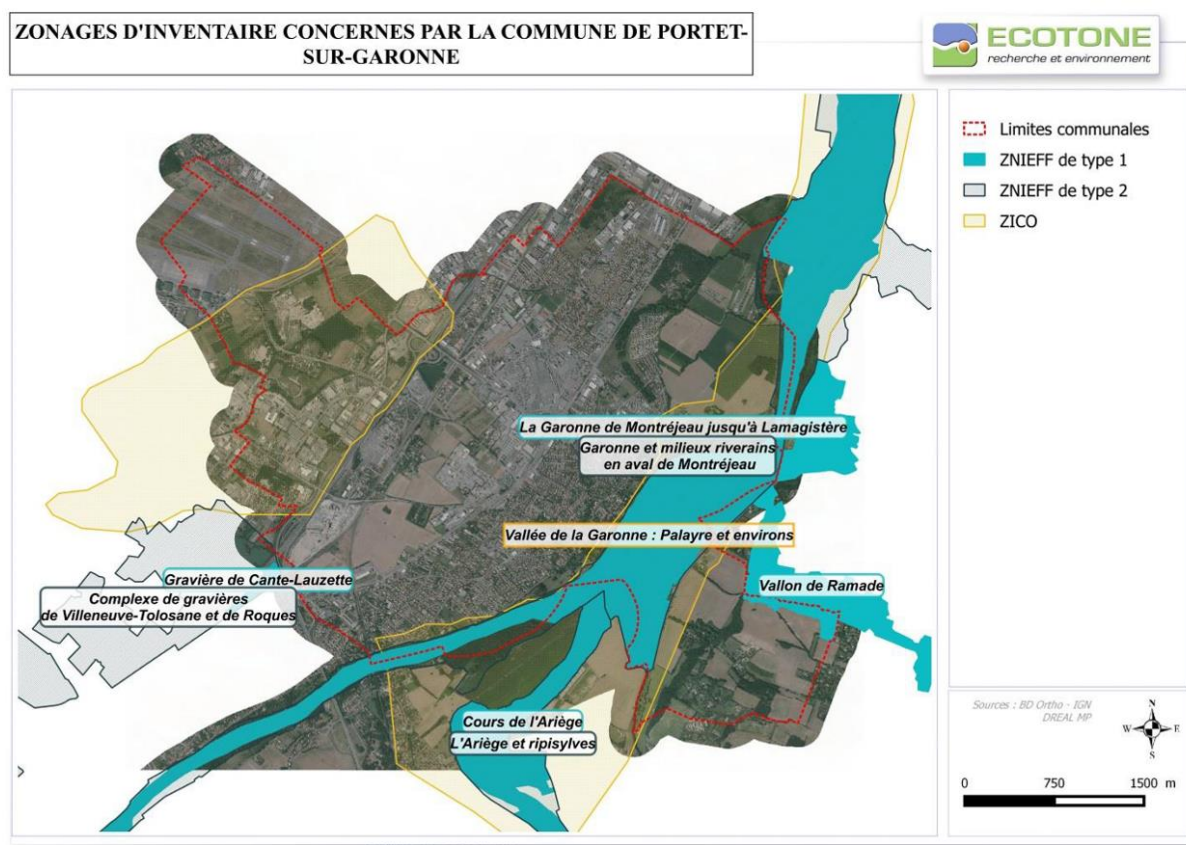 ZONAGES D'INVENTAIRE CONCERNES PAR LA COMMUNE DE PORTET-
SUR-GARONNE
ECOTONE
recherche et environnement
Limites communales
ZNIEFF de type 1
ZNIEFF de type 2
ZICO
La Garonne de Montréjeau jusqu'à Lamagistère
Garonne et milieux riverains
en aval de Montréjeau
Vallée de la Garonne : Palayre et environs
Gravière de Cante-Lauzette
Vallon de Ramade
Complexe de gravières
de Villeneuve-Tolosane et de Roques
Cours de l'Ariège
L'Ariège et ripisylves
Sources : BD Ortho - IGN
DREAL MP
N
W E
S
0 750 1500 m